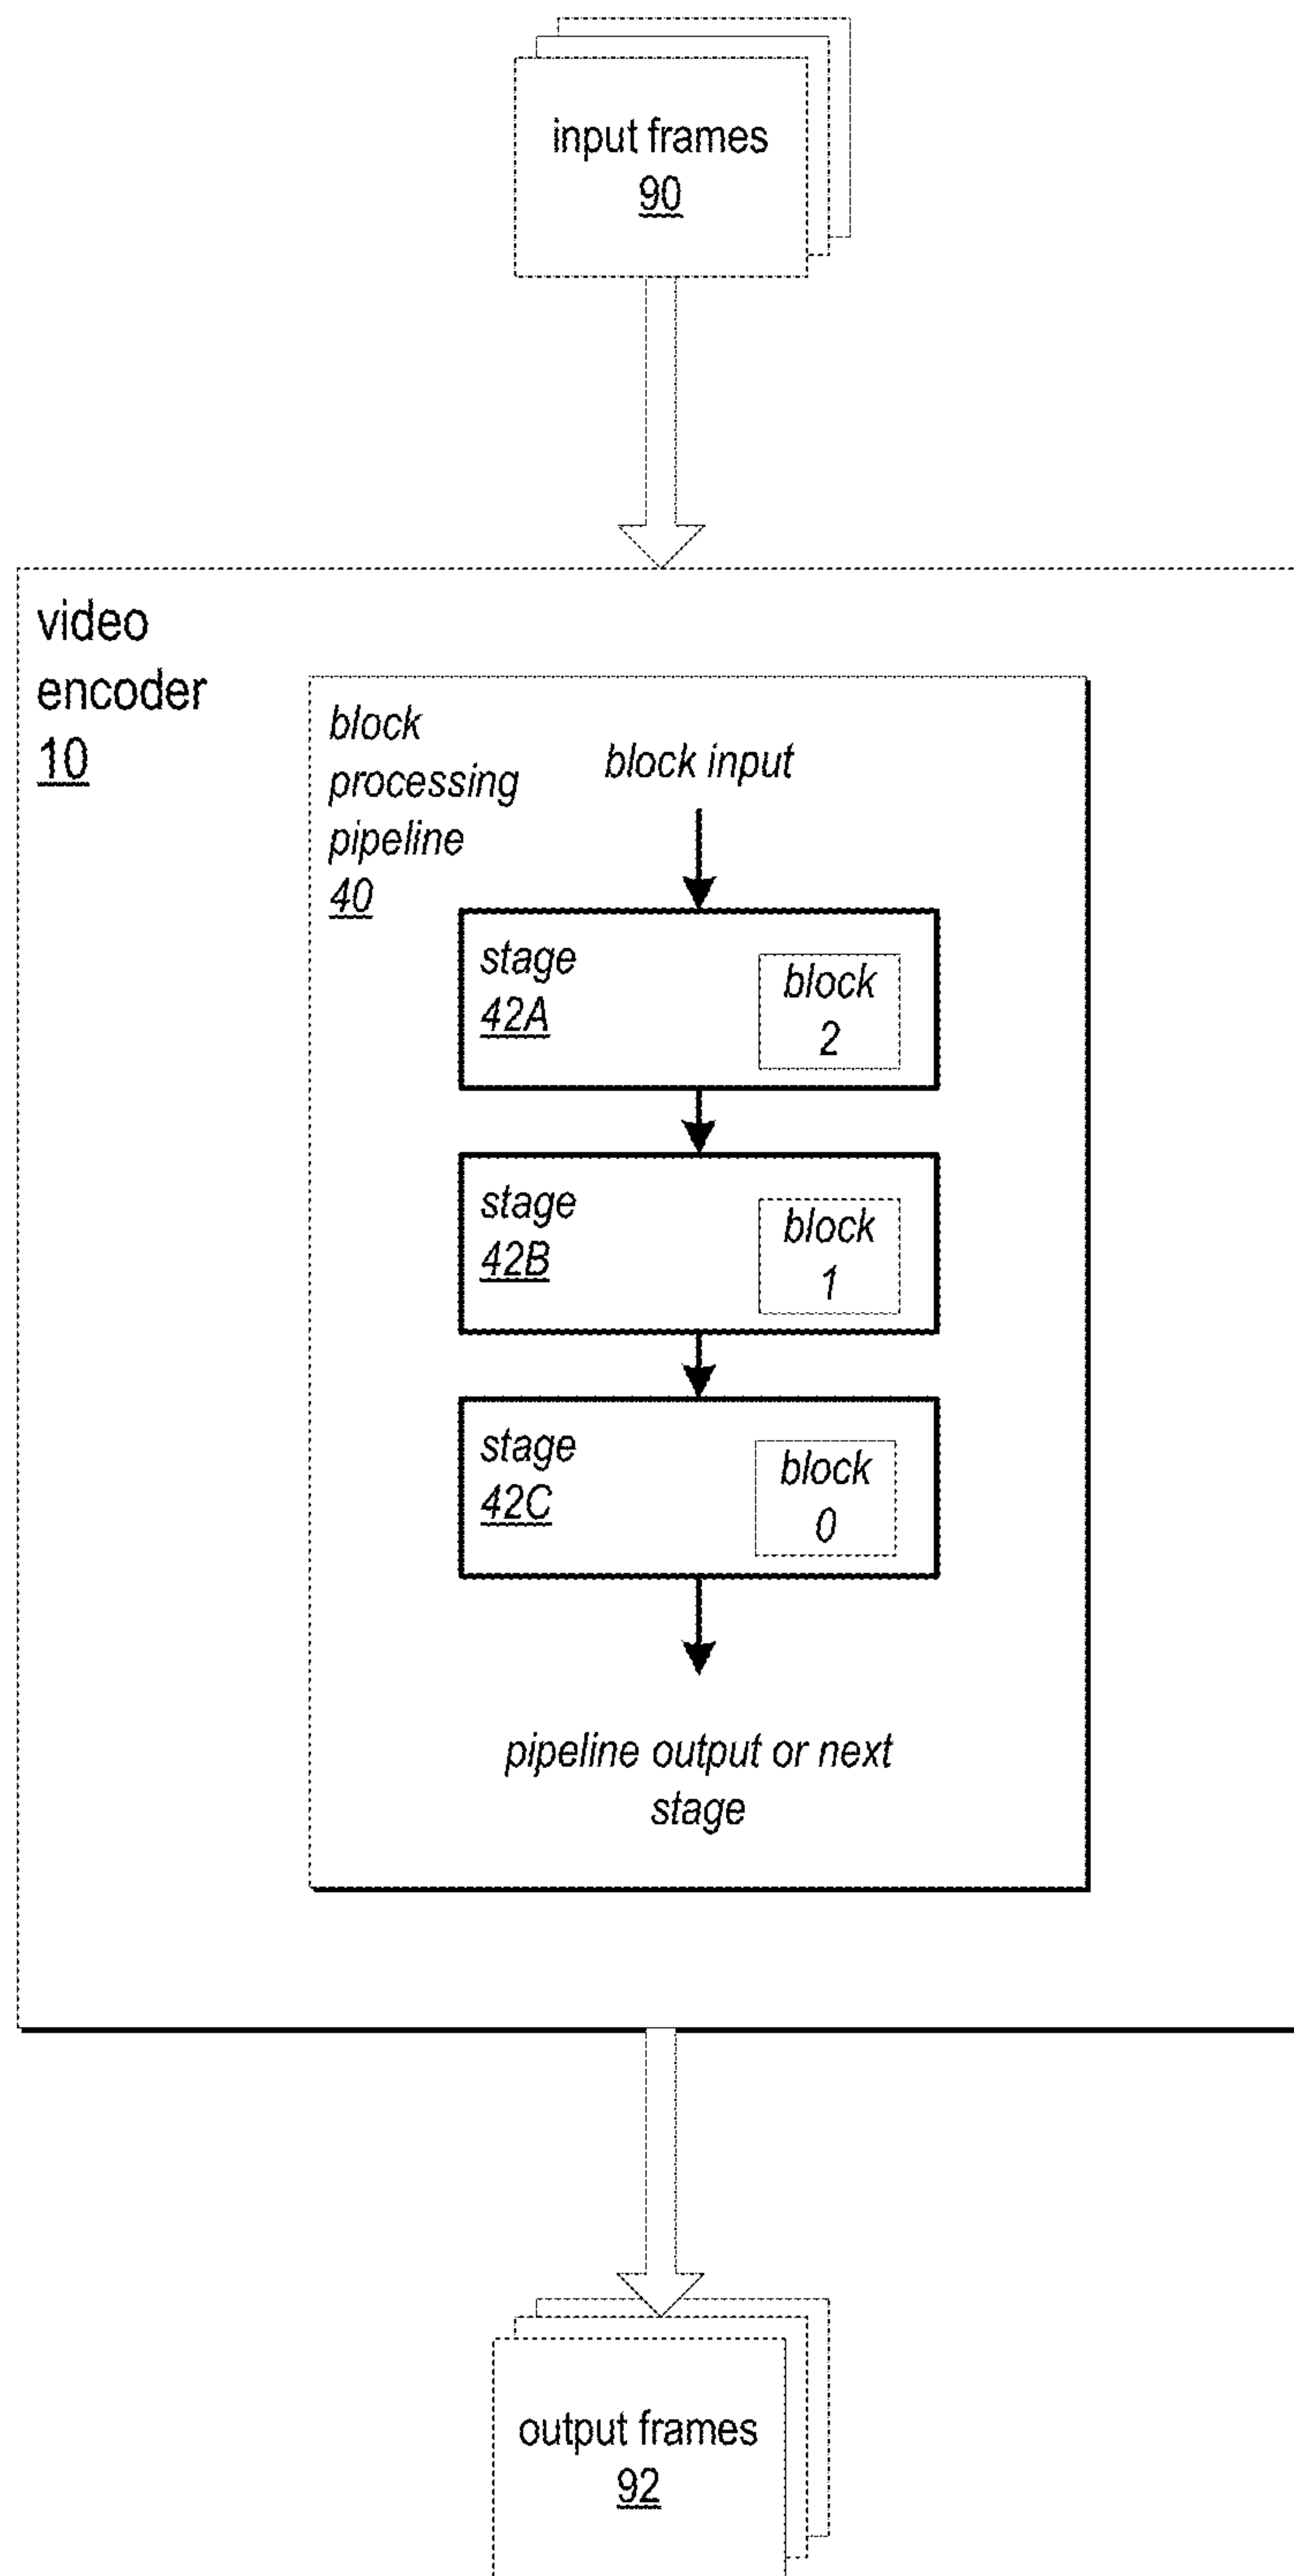 input frames
90
video
encoder
10
block
processing
pipeline
40
block input
stage
42A
block
2
stage
42B
block
1
stage
42C
block
0
pipeline output or next
stage
output frames
92